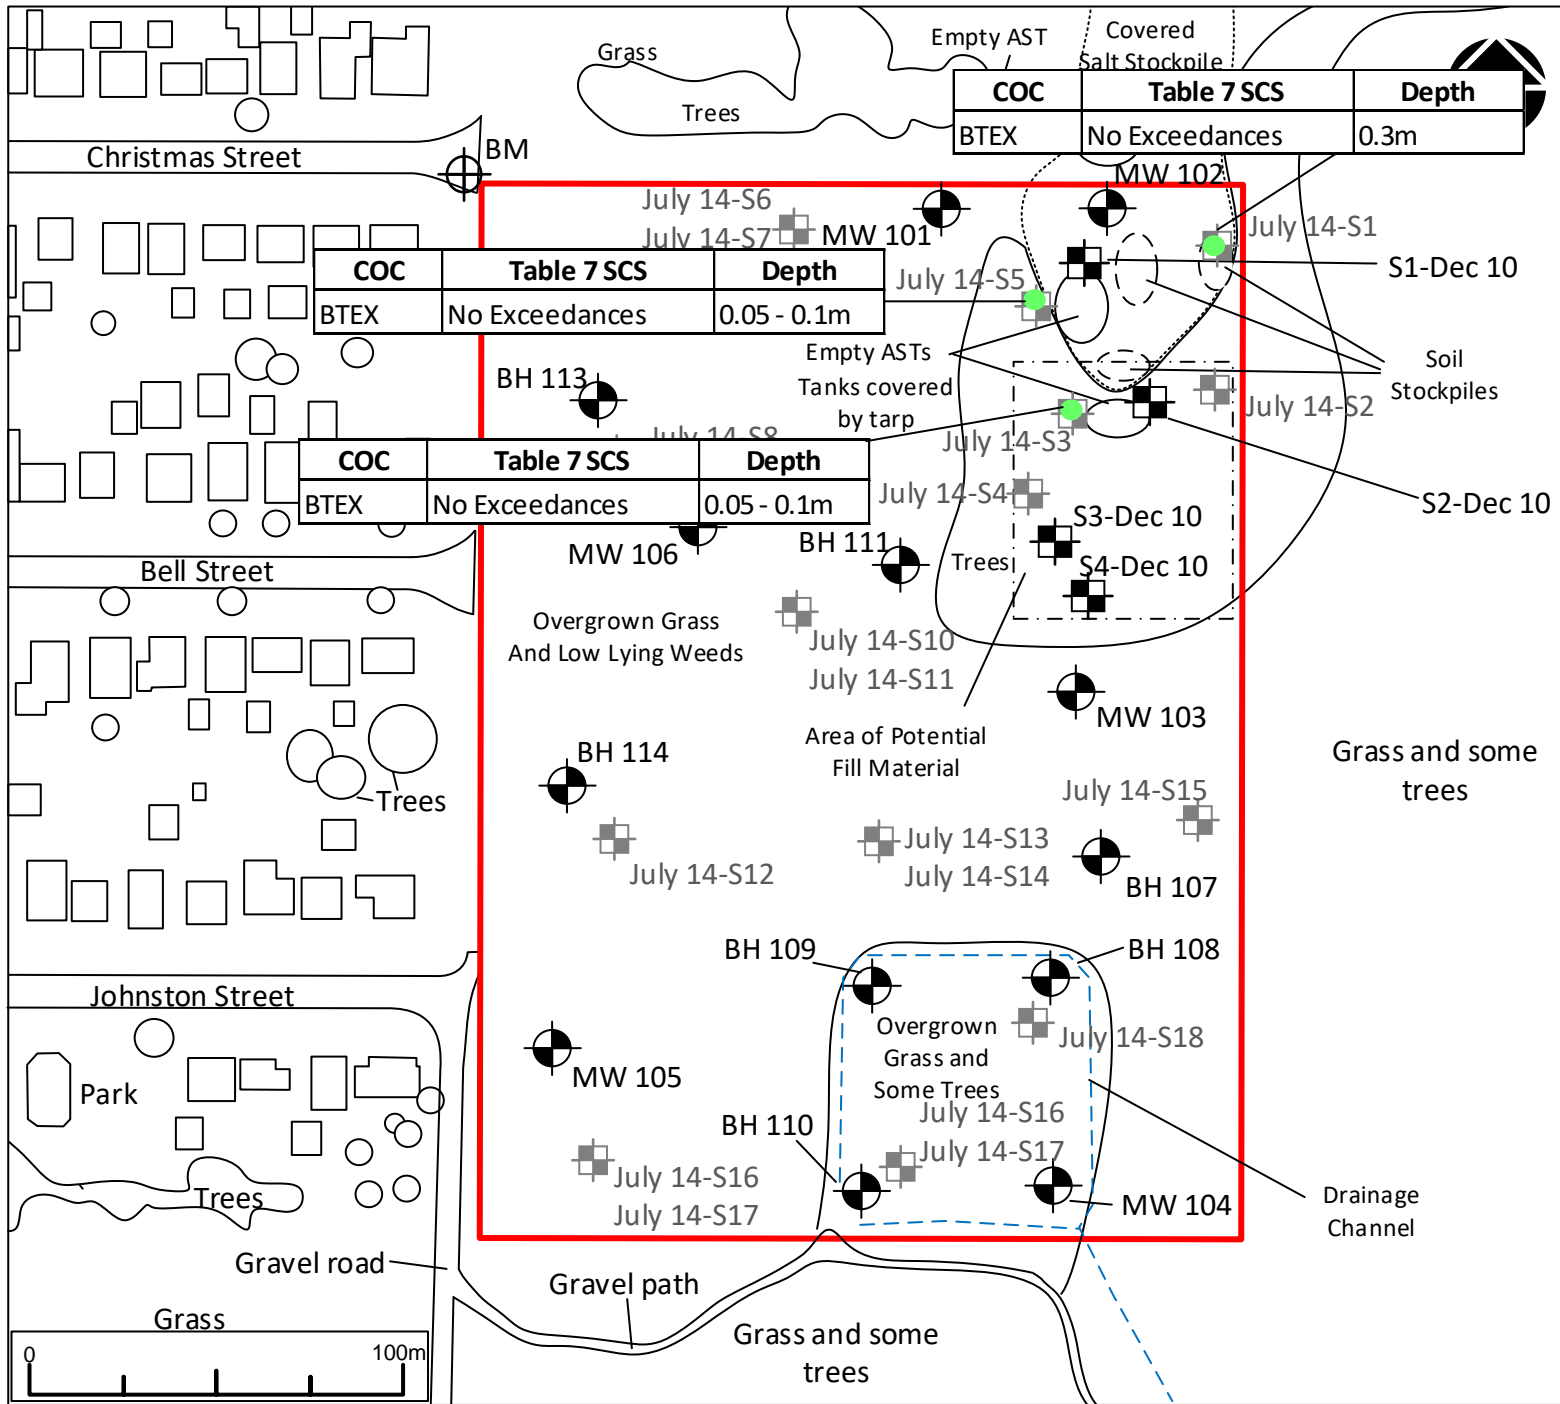 Grass
Trees
Empty AST
Covered
Salt Stockpile
COC Table 7 SCS Depth
BTEX No Exceedances 0.3m
Christmas Street
BM
MW 102
July 14-S6
July 14-S7
MW 101
July 14-S1
COC Table 7 SCS Depth
BTEX No Exceedances 0.05 - 0.1m
July 14-S5
S1-Dec 10
Empty ASTs
Tanks covered
by tarp
Soil
Stockpiles
BH 113
July 14-S2
July 14-S8
July 14-S3
COC Table 7 SCS Depth
BTEX No Exceedances 0.05 - 0.1m
July 14-S4
S2-Dec 10
S3-Dec 10
MW 106
BH 111
Trees
S4-Dec 10
Bell Street
Overgrown Grass
And Low Lying Weeds
July 14-S10
July 14-S11
MW 103
Area of Potential
Fill Material
BH 114
Grass and some
trees
Trees
July 14-S15
July 14-S12
July 14-S13
July 14-S14
BH 107
BH 109
BH 108
Johnston Street
Overgrown
Grass and
Some Trees
July 14-S18
MW 105
Park
July 14-S16
July 14-S17
BH 110
July 14-S16
July 14-S17
Trees
MW 104
Drainage
Channel
Gravel road
Gravel path
Grass
Grass and some
trees
0 100m